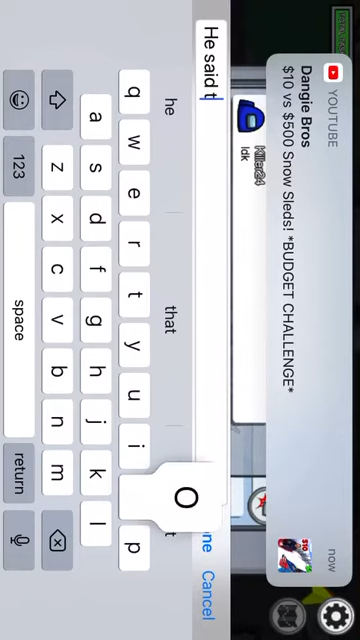 YOUTUBE
now
Dangie Bros
$10 vs $500 Snow Sleds! *BUDGET CHALLENGE*
Killer24
Idk
He said t
Cancel
he
that
q w e r t y u i o p
a s d f g h j k l
z x c v b n m
123
space
return